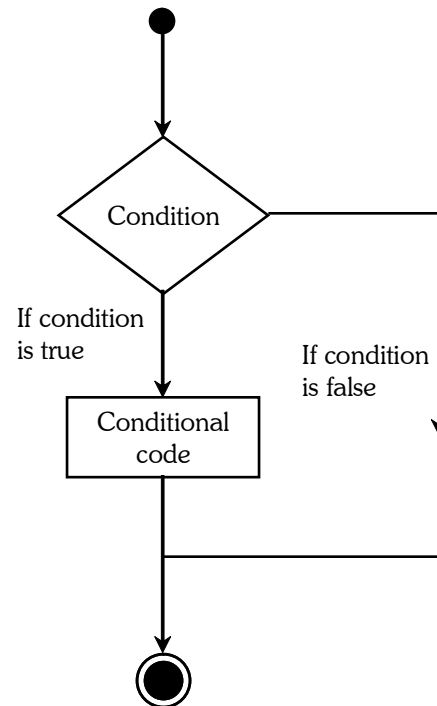 Condition
If condition
is true
If condition
is false
Conditional
code